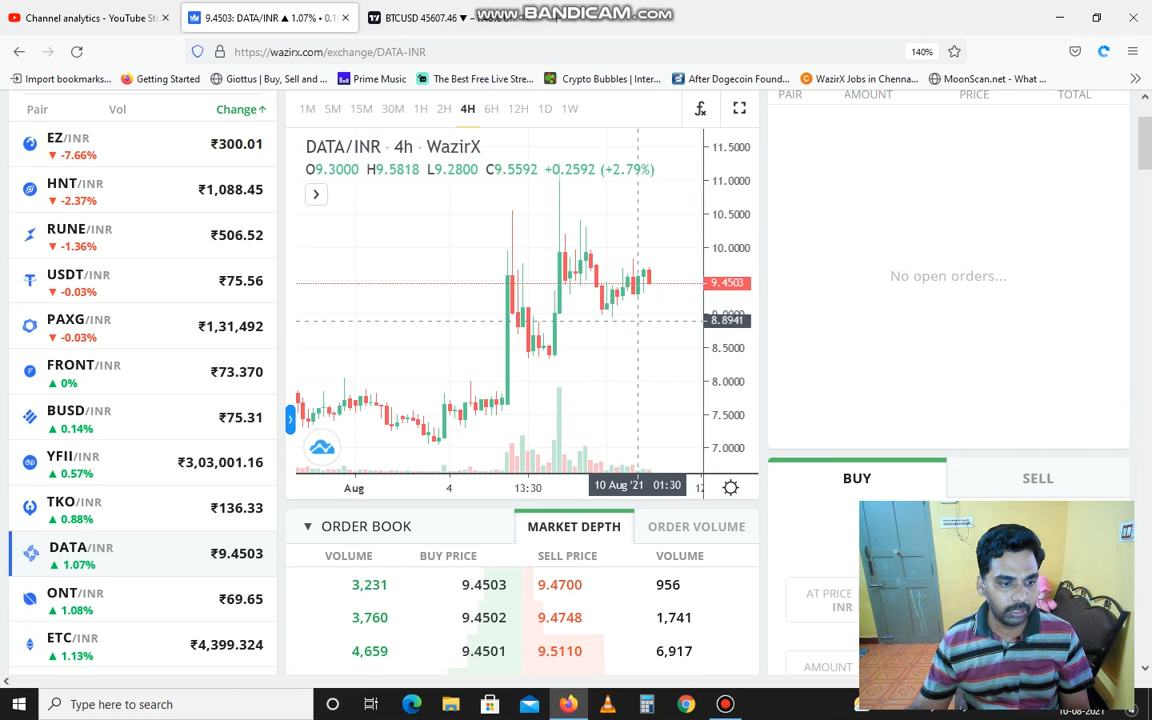 Channel analytics - YouTube St
9.4503: DATA/INR ▲ 1.07% • 0.1
BTCUSD 45607.46 ▼
www.BANDICAM.com
https://wazirx.com/exchange/DATA-INR
140%
Import bookmarks...
Getting Started
Giottus | Buy, Sell and ...
Prime Music
The Best Free Live Stre...
Crypto Bubbles | Inter...
After Dogecoin Foun...
WazirX Jobs in Chenna...
MoonScan.net - What ...
Pair Vol Change↑
EZ/INR ₹300.01
▼ -7.66%
HNT/INR ₹1,088.45
▼ -2.37%
RUNE/INR ₹506.52
▼ -1.36%
USDT/INR ₹75.56
▼ -0.03%
PAXG/INR ₹1,31,492
▼ -0.03%
FRONT/INR ₹73.370
▲ 0%
BUSD/INR ₹75.31
▲ 0.14%
YFII/INR ₹3,03,001.16
▲ 0.57%
TKO/INR ₹136.33
▲ 0.88%
DATA/INR ₹9.4503
▲ 1.07%
ONT/INR ₹69.65
▲ 1.08%
ETC/INR ₹4,399.324
▲ 1.13%
1M 5M 15M 30M 1H 2H 4H 6H 12H 1D 1W
DATA/INR · 4h · WazirX
O9.3000 H9.5818 L9.2800 C9.5592 +0.2592 (+2.79%)
11.5000
11.0000
10.5000
10.0000
9.4503
8.8941
8.5000
8.0000
7.5000
7.0000
Aug 4 13:30 10 Aug '21 01:30
▼ ORDER BOOK MARKET DEPTH ORDER VOLUME
VOLUME BUY PRICE SELL PRICE VOLUME
3,231 9.4503 9.4700 956
3,760 9.4502 9.4748 1,741
4,659 9.4501 9.5110 6,917
PAIR AMOUNT PRICE TOTAL
No open orders...
BUY SELL
AT PRICE
INR
AMOUNT
Type here to search
10-08-2021